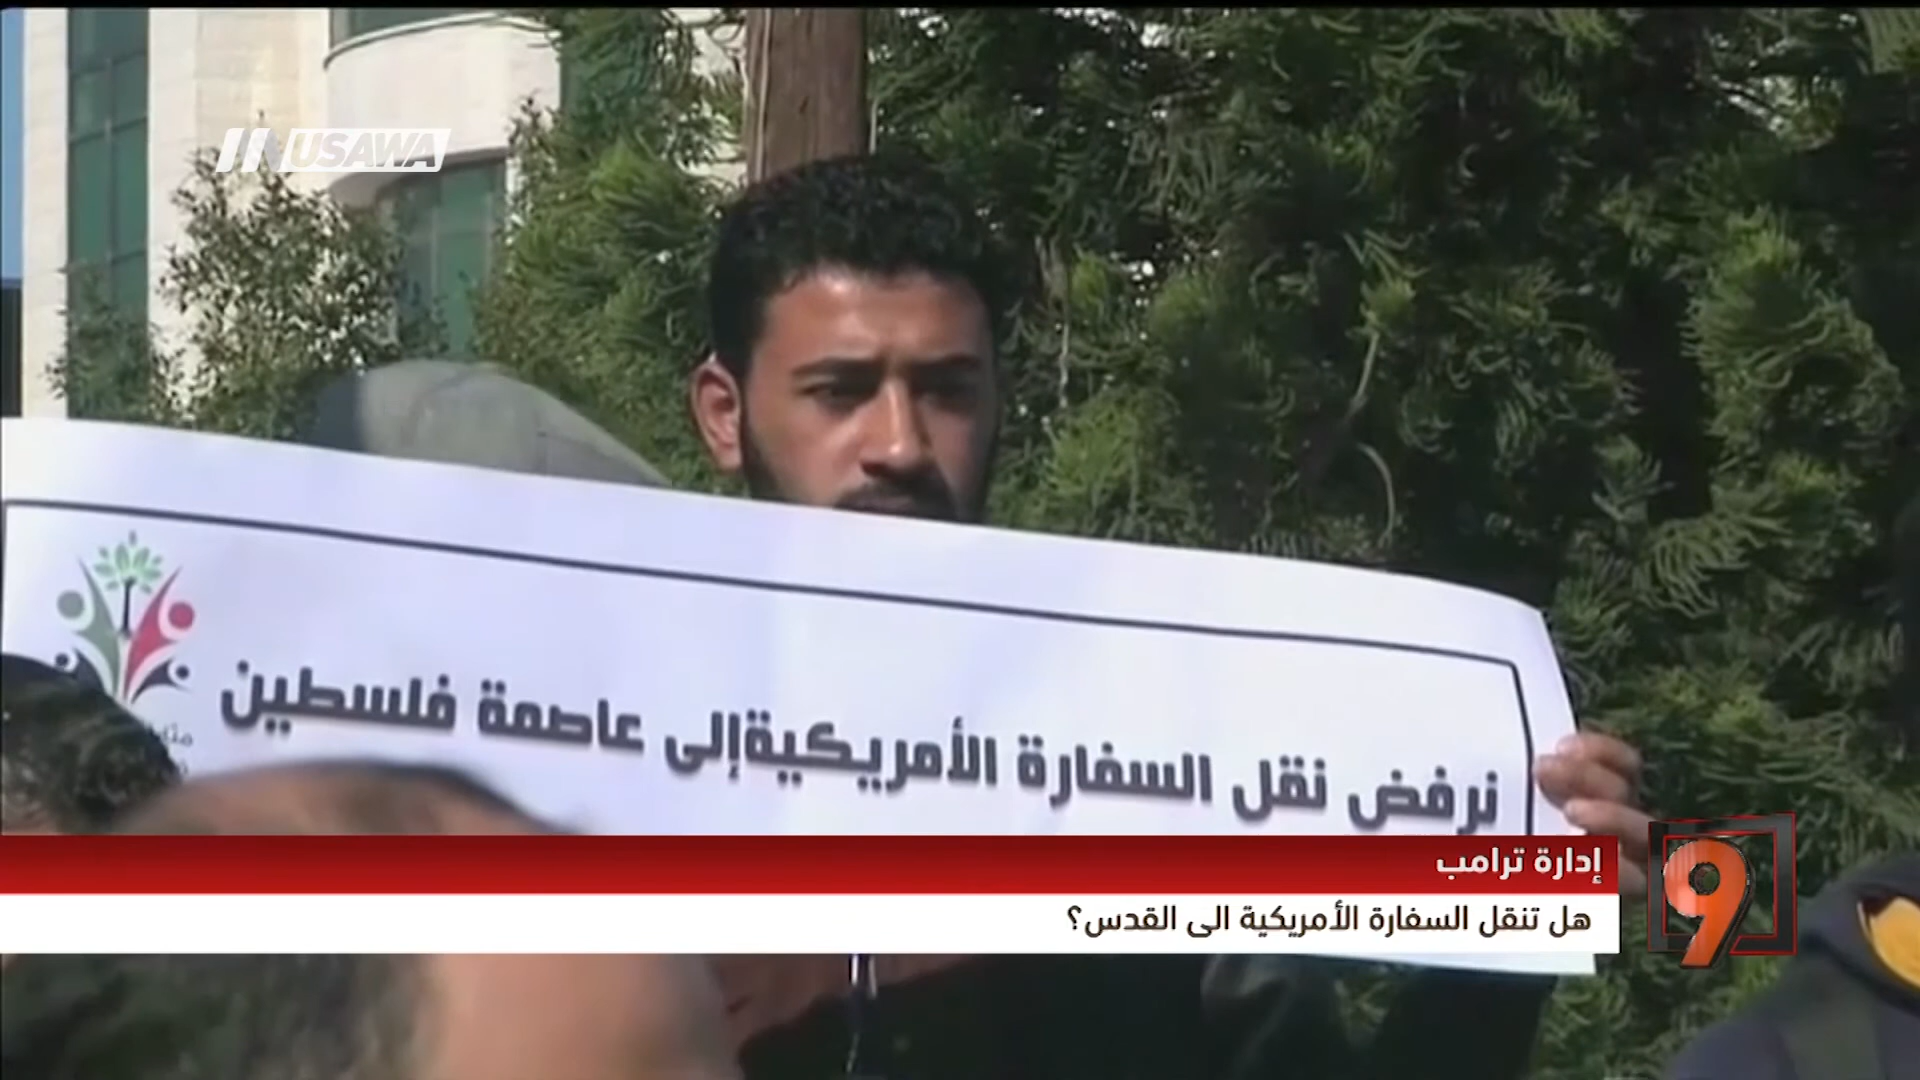 USAWA
نرفض نقل السفارة الأمريكيةإلى عاصمة فلسطين
إدارة ترامب
هل تنقل السفارة الأمريكية الى القدس؟
9